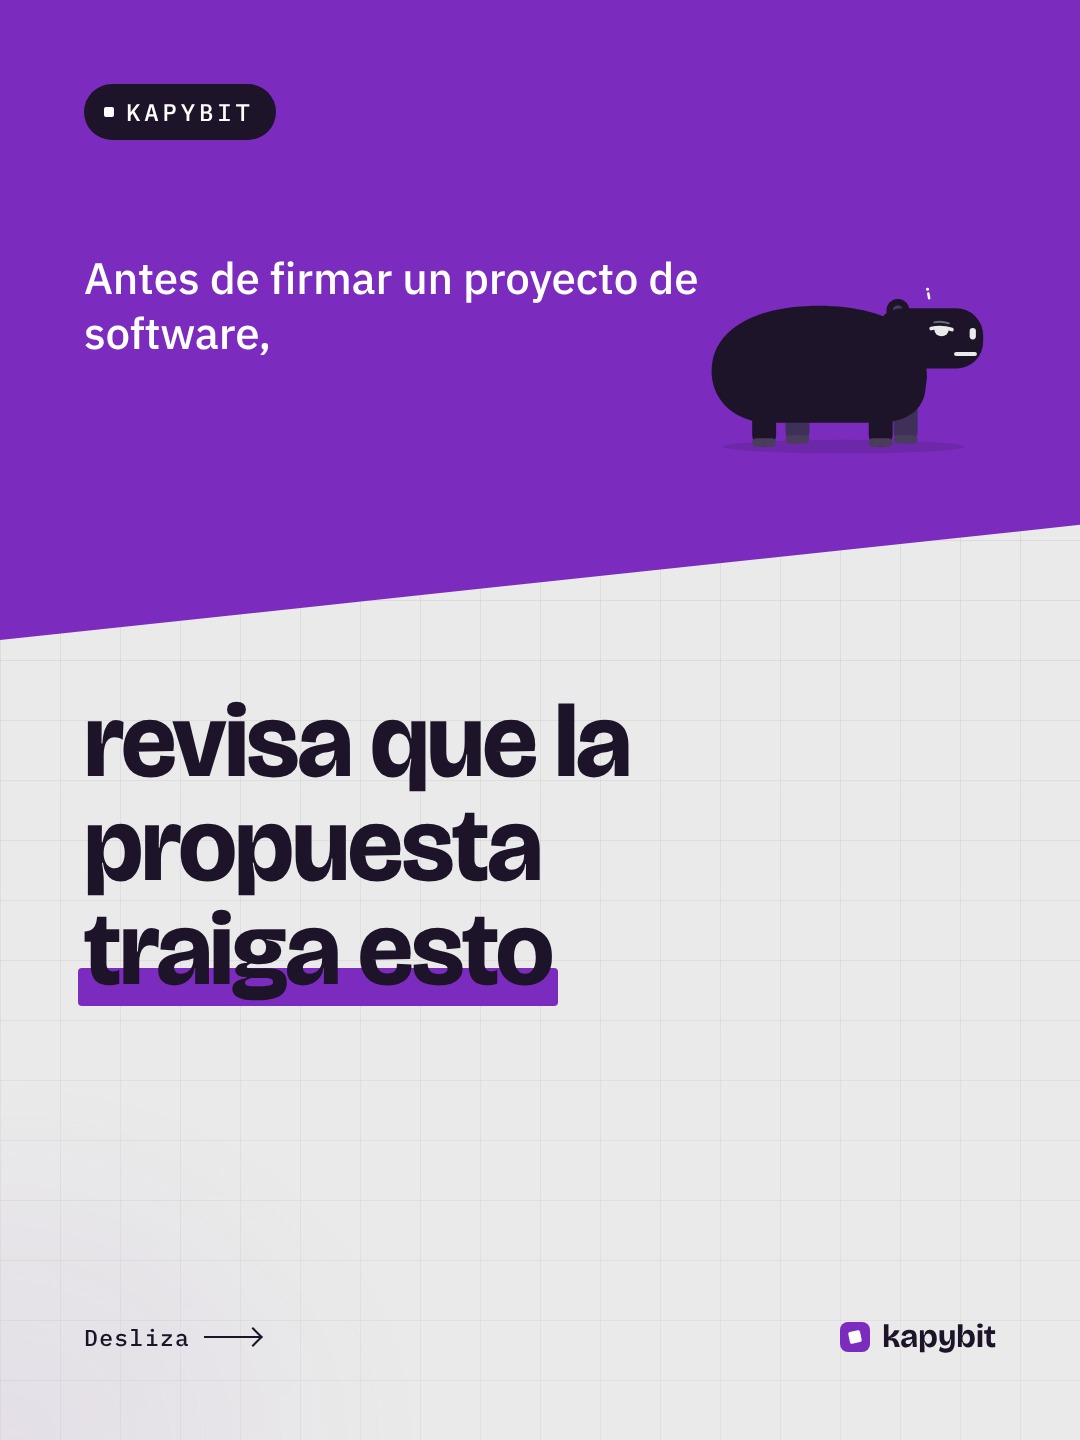 KAPYBIT
Antes de firmar un proyecto de
software,
revisa que la
propuesta
traiga esto
Desliza
kapybit